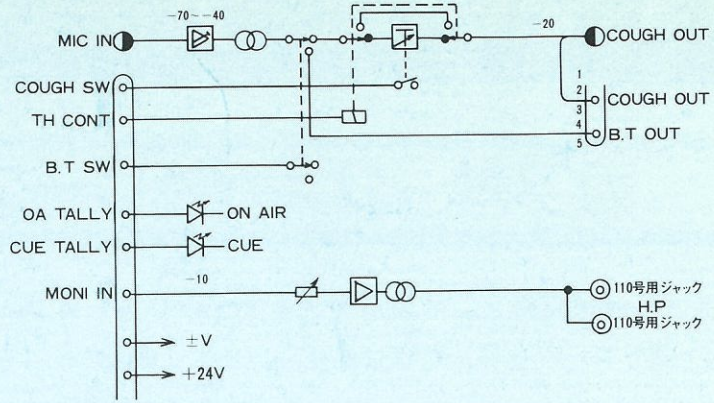 -70~-40
-20
MIC IN
COUGH OUT
COUGH SW
1
2
COUGH OUT
3
TH CONT
4
B.T OUT
5
B.T SW
OA TALLY
ON AIR
CUE TALLY
CUE
-10
MONI IN
110号用ジャック
H.P
110号用ジャック
±V
+24V